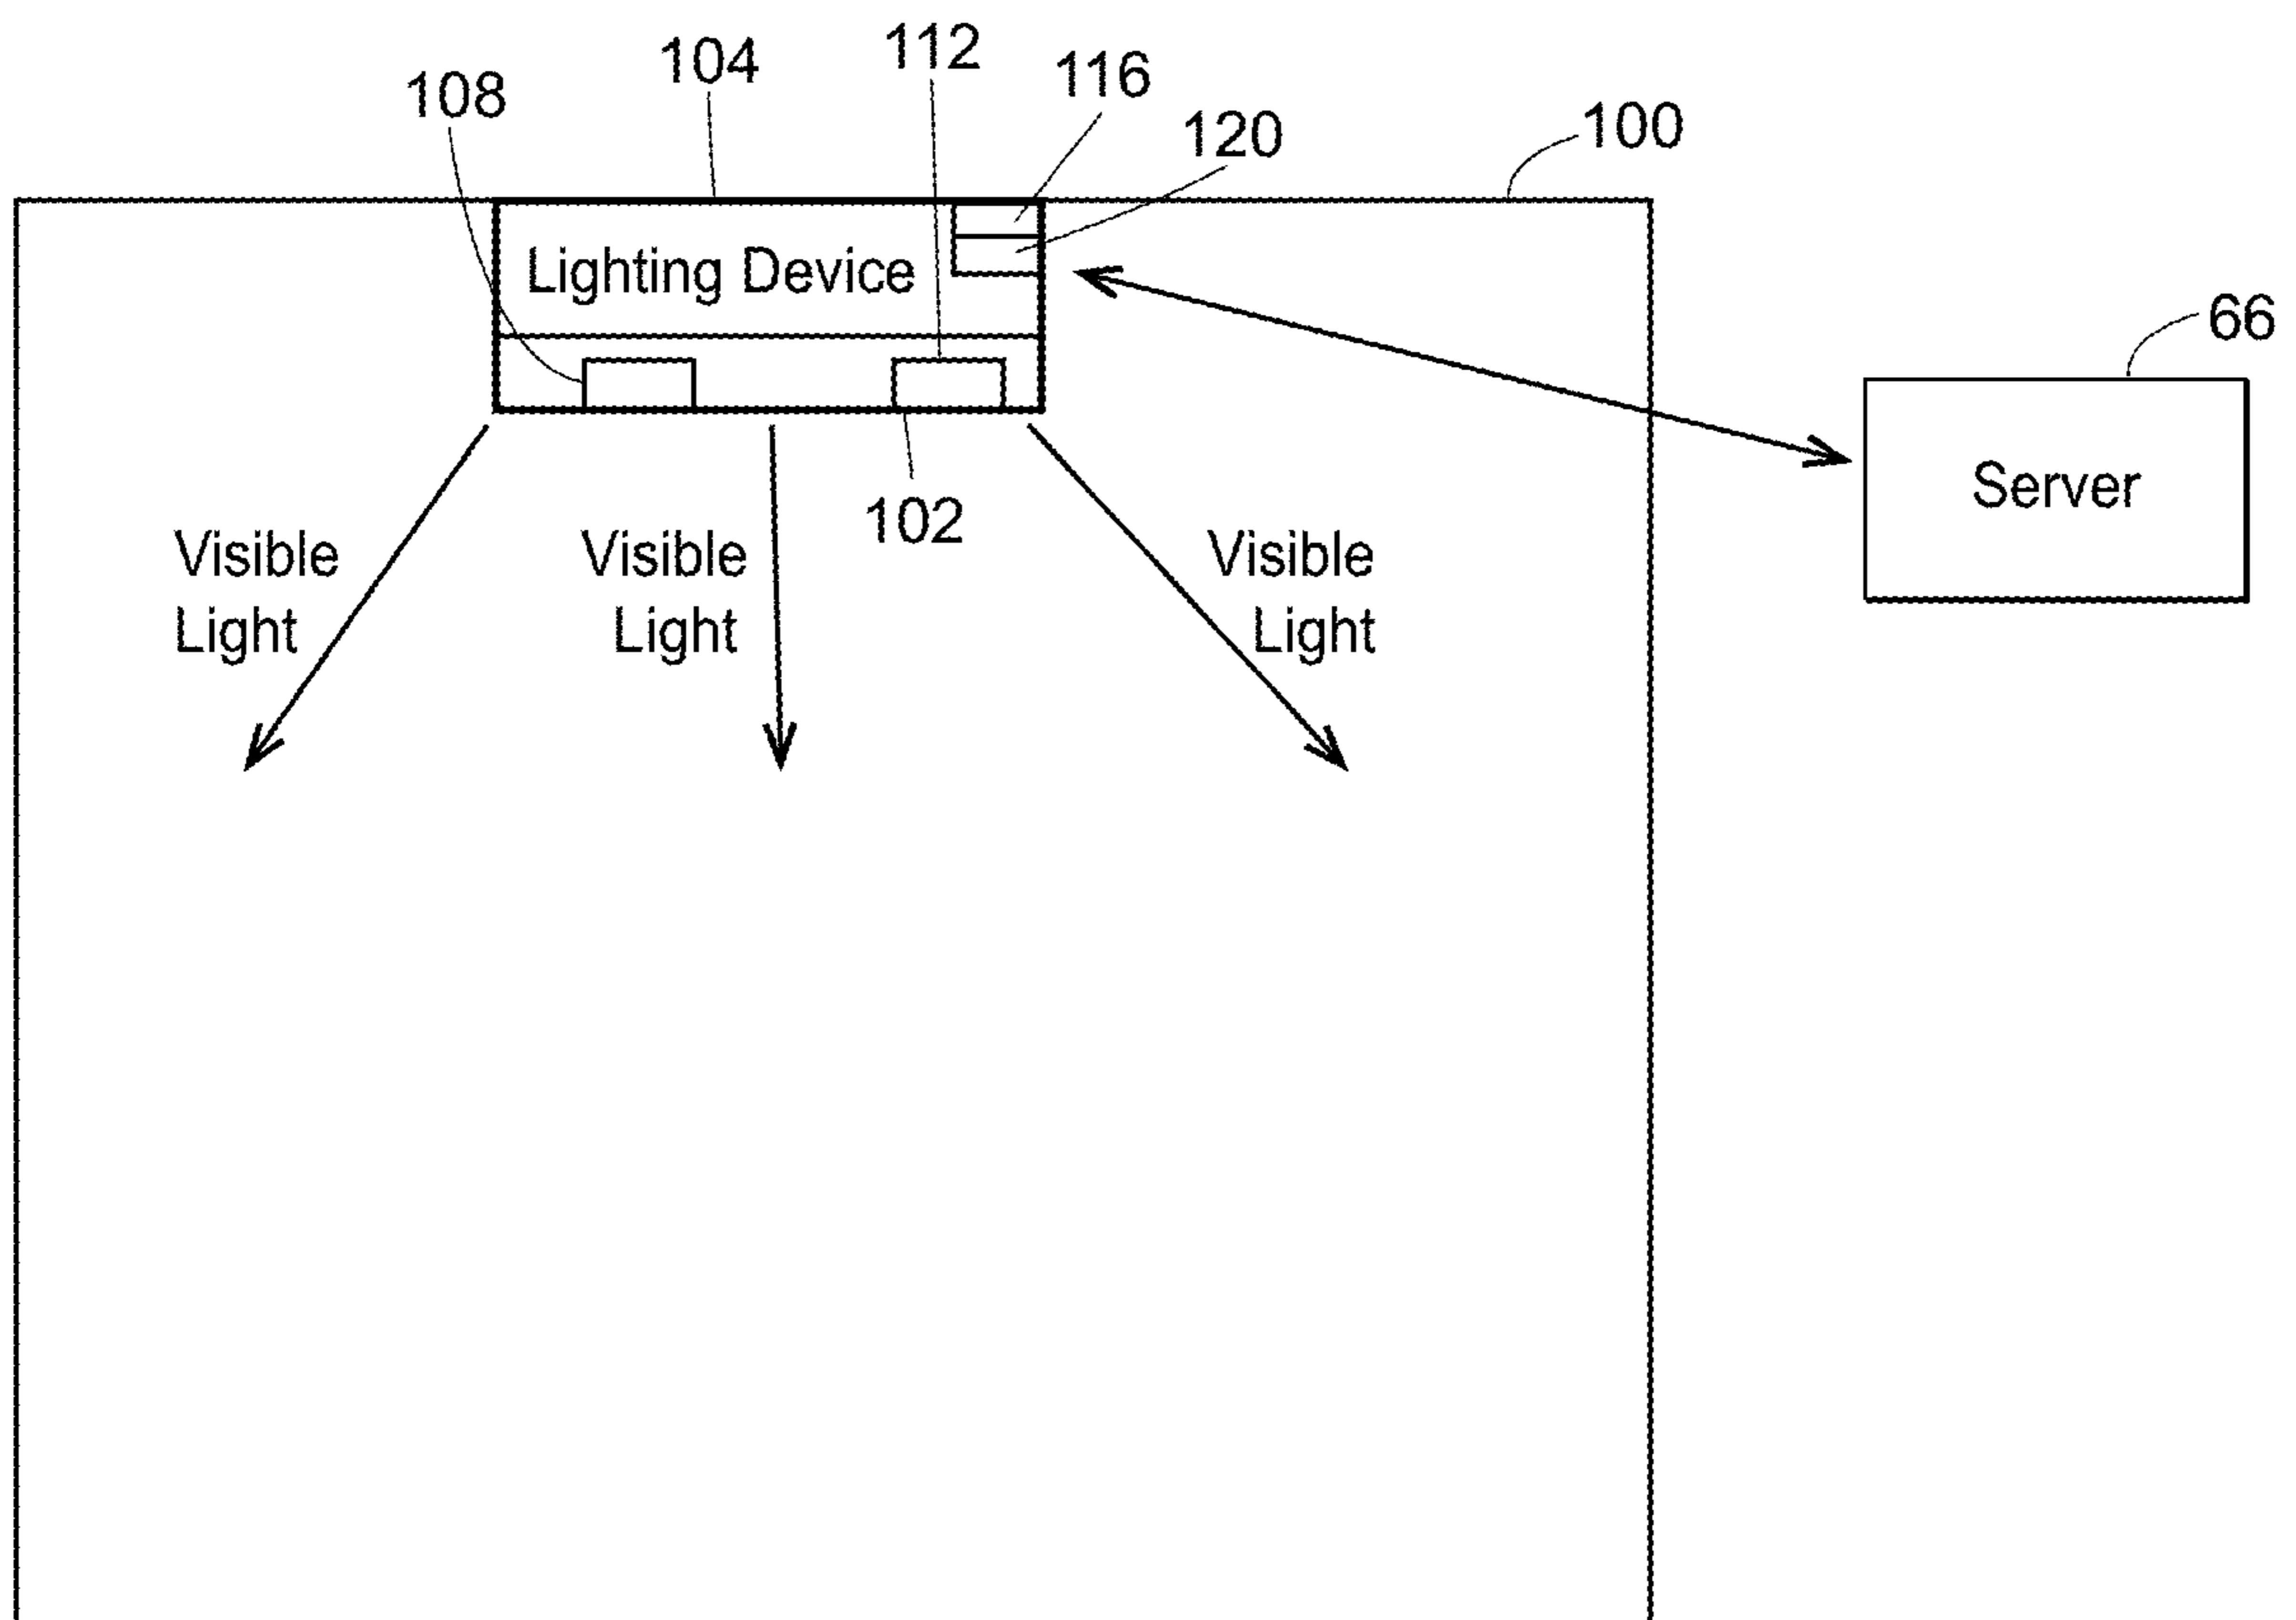 112
104
116
108
120
100
Lighting Device
66
Server
102
Visible
Light
Visible
Light
Visible
Light